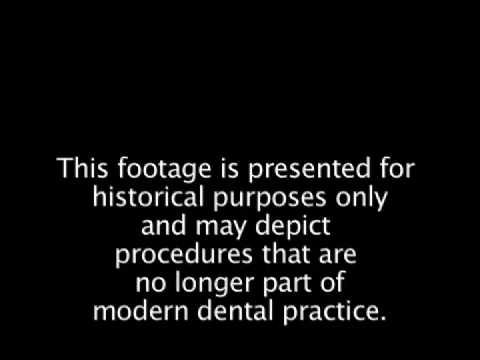 This footage is presented for
historical purposes only
and may depict
procedures that are
no longer part of
modern dental practice.